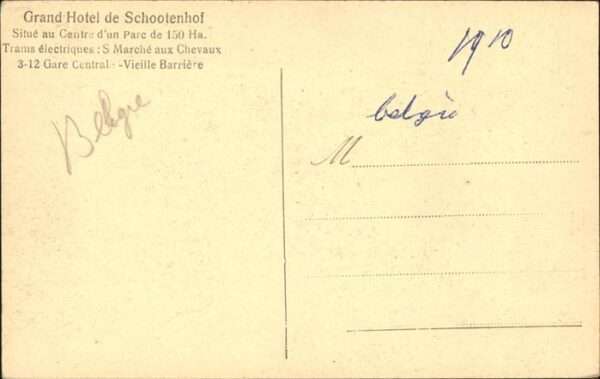 Grand Hotel de Schootenhof
Situé au Centre d'un Parc de 150 Ha.
Trams électriques : S Marché aux Chevaux
3-12 Gare Central - -Vieille Barrière
1910
België
M